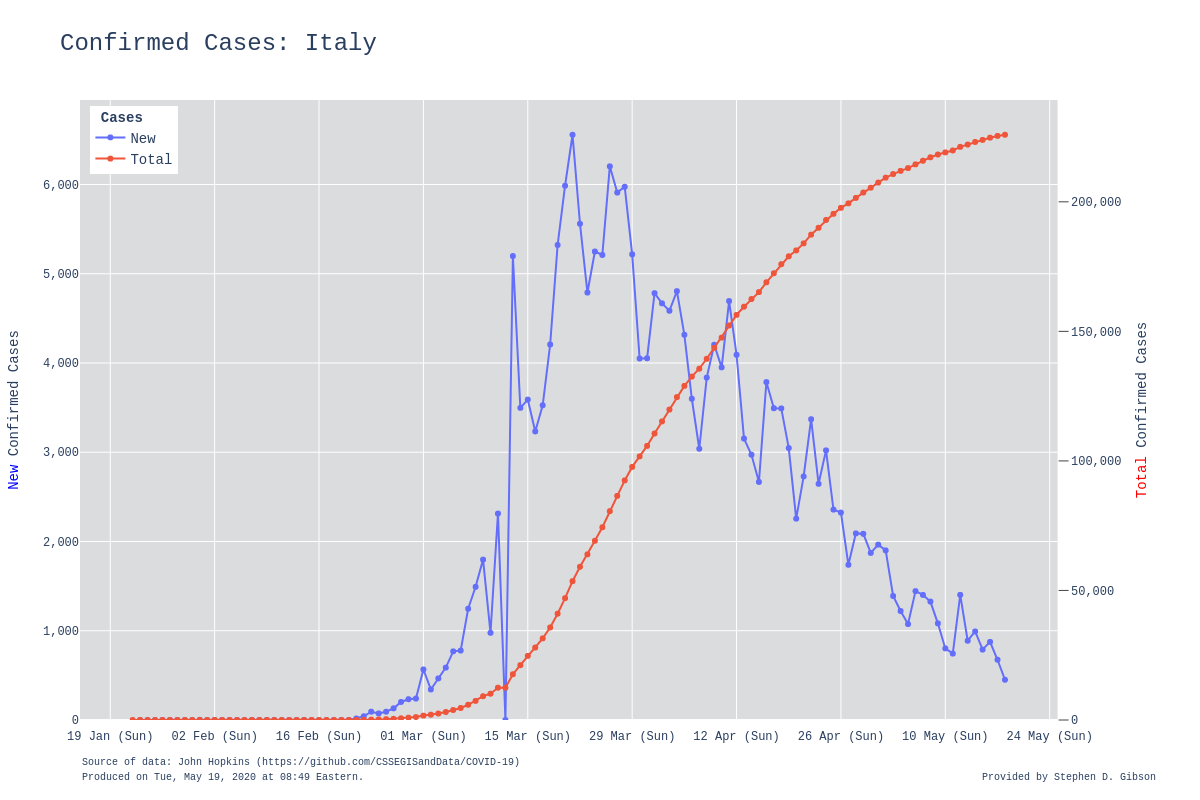 Confirmed Cases: Italy
Cases
New
Total
6,000
5,000
4,000
3,000
2,000
1,000
0
New Confirmed Cases
200,000
150,000
100,000
50,000
0
Total Confirmed Cases
19 Jan (Sun) 02 Feb (Sun) 16 Feb (Sun) 01 Mar (Sun) 15 Mar (Sun) 29 Mar (Sun) 12 Apr (Sun) 26 Apr (Sun) 10 May (Sun) 24 May (Sun)
Source of data: John Hopkins (https://github.com/CSSEGISandData/COVID-19)
Produced on Tue, May 19, 2020 at 08:49 Eastern.
Provided by Stephen D. Gibson